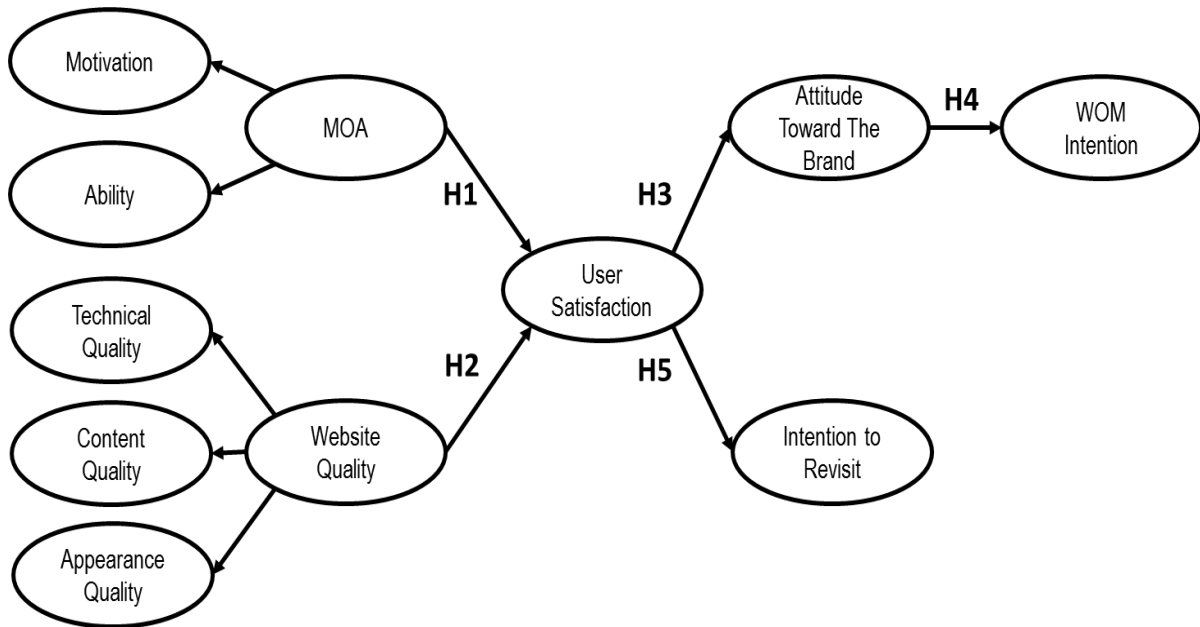 Motivation
MOA
Ability
H1
Technical
Quality
Content
Quality
Appearance
Quality
Website
Quality
H2
User
Satisfaction
H3
Attitude
Toward The
Brand
H4
WOM
Intention
H5
Intention to
Revisit